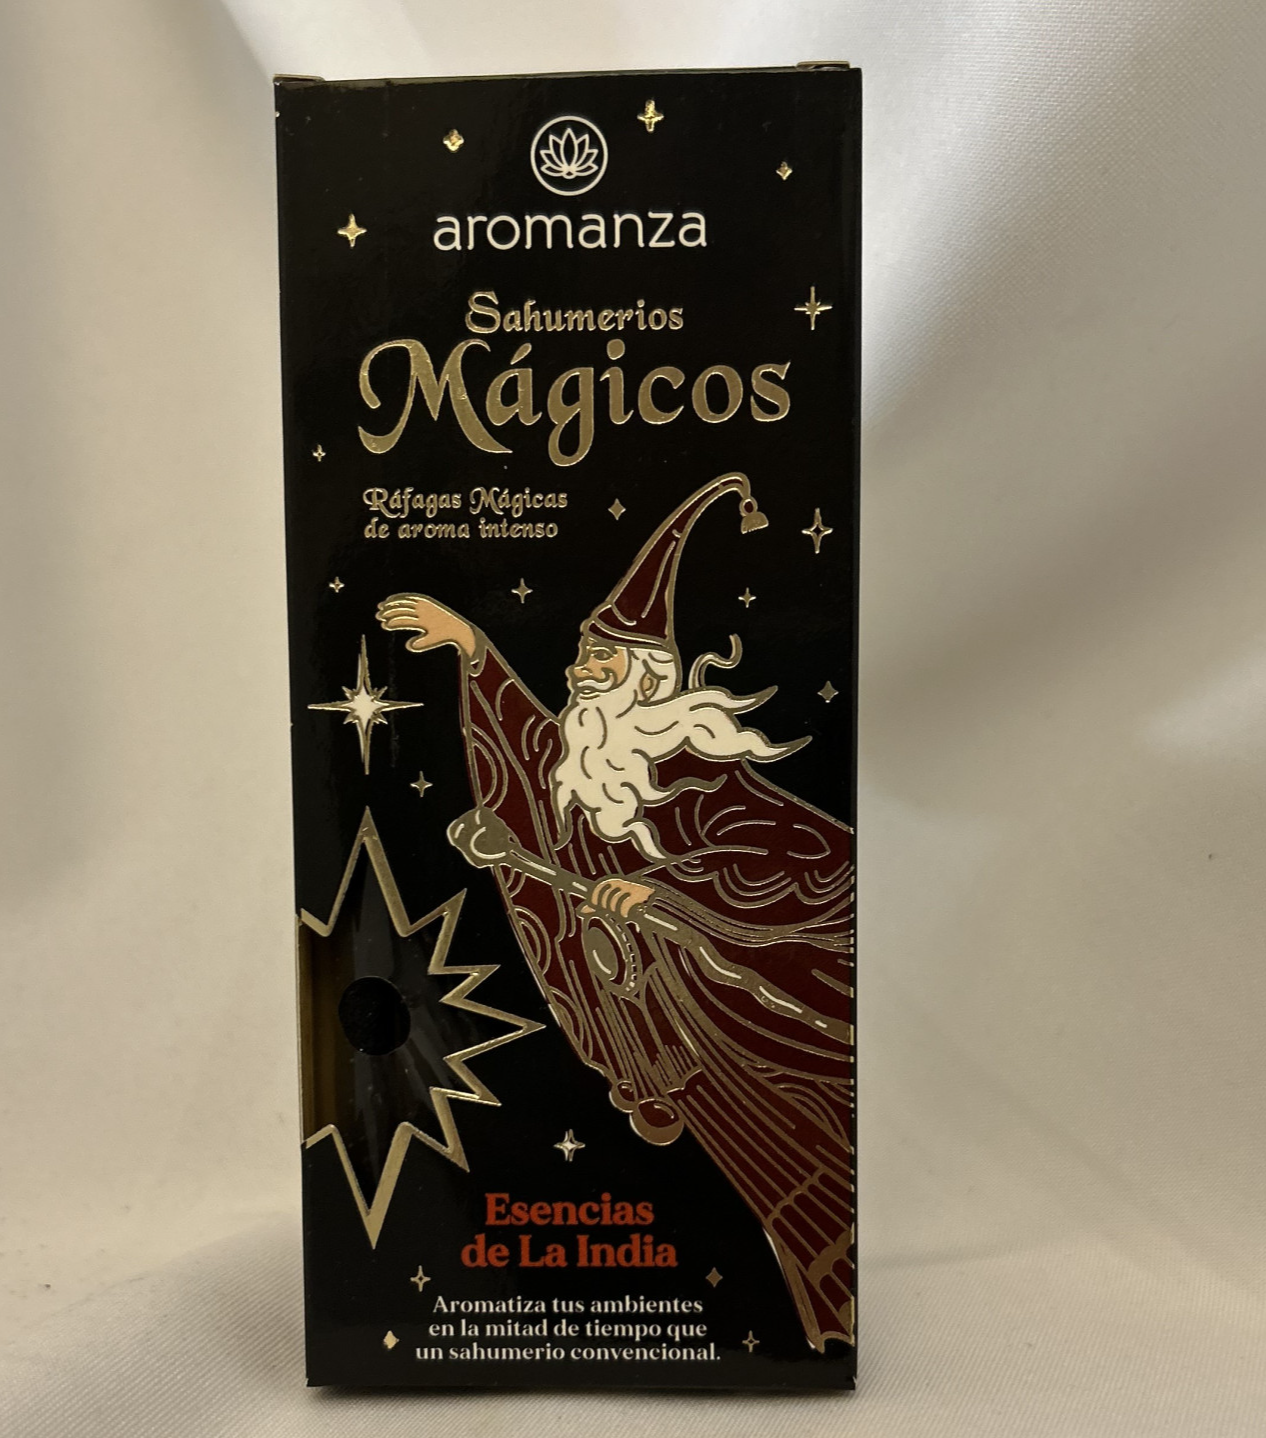 aromanza
Sahumerios
Mágicos
Ráfagas Mágicas
de aroma intenso
Esencias
de La India
Aromatiza tus ambientes
en la mitad de tiempo que
un sahumerio convencional.